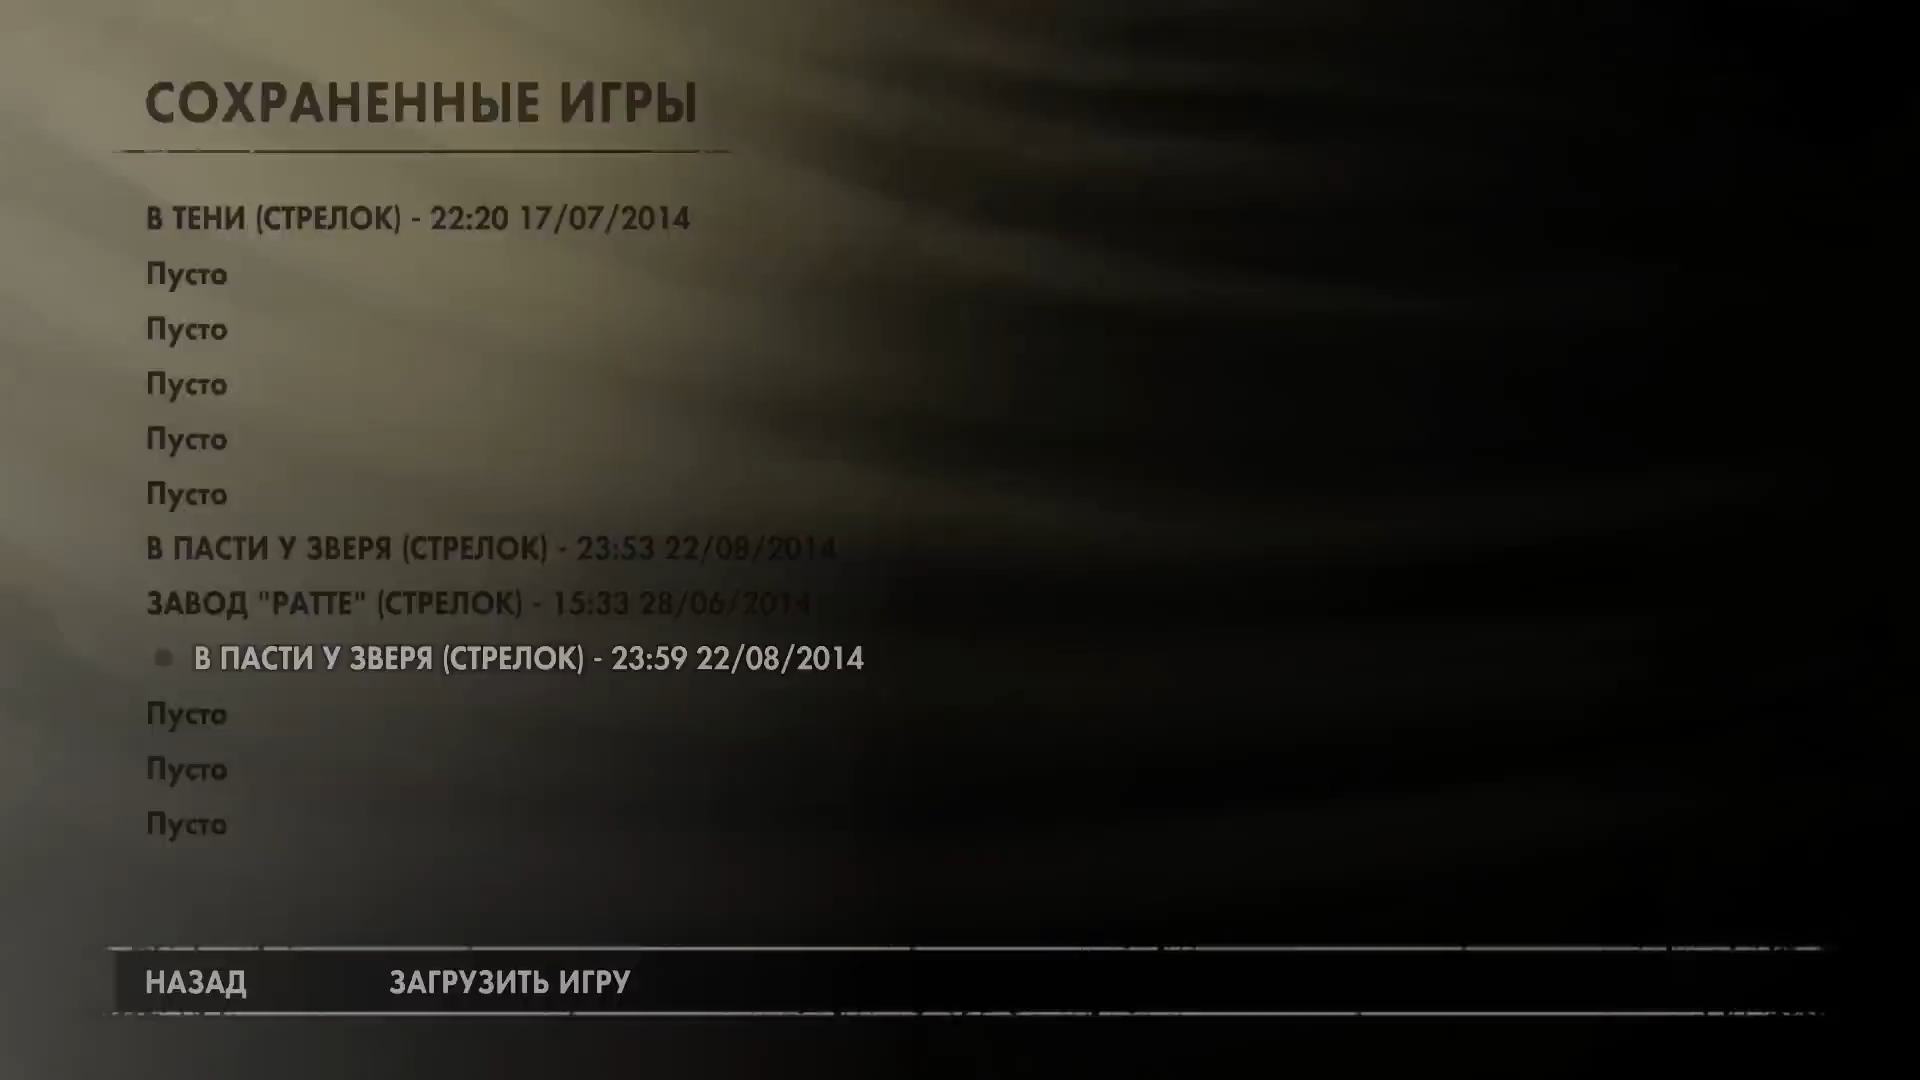 СОХРАНЕННЫЕ ИГРЫ
В ТЕНИ (СТРЕЛОК) - 22:20 17/07/2014
Пусто
Пусто
Пусто
Пусто
Пусто
В ПАСТИ У ЗВЕРЯ (СТРЕЛОК) - 23:53 22/08/2014
ЗАВОД "РАТТЕ" (СТРЕЛОК) - 15:33 28/06/2014
В ПАСТИ У ЗВЕРЯ (СТРЕЛОК) - 23:59 22/08/2014
Пусто
Пусто
Пусто
НАЗАД ЗАГРУЗИТЬ ИГРУ